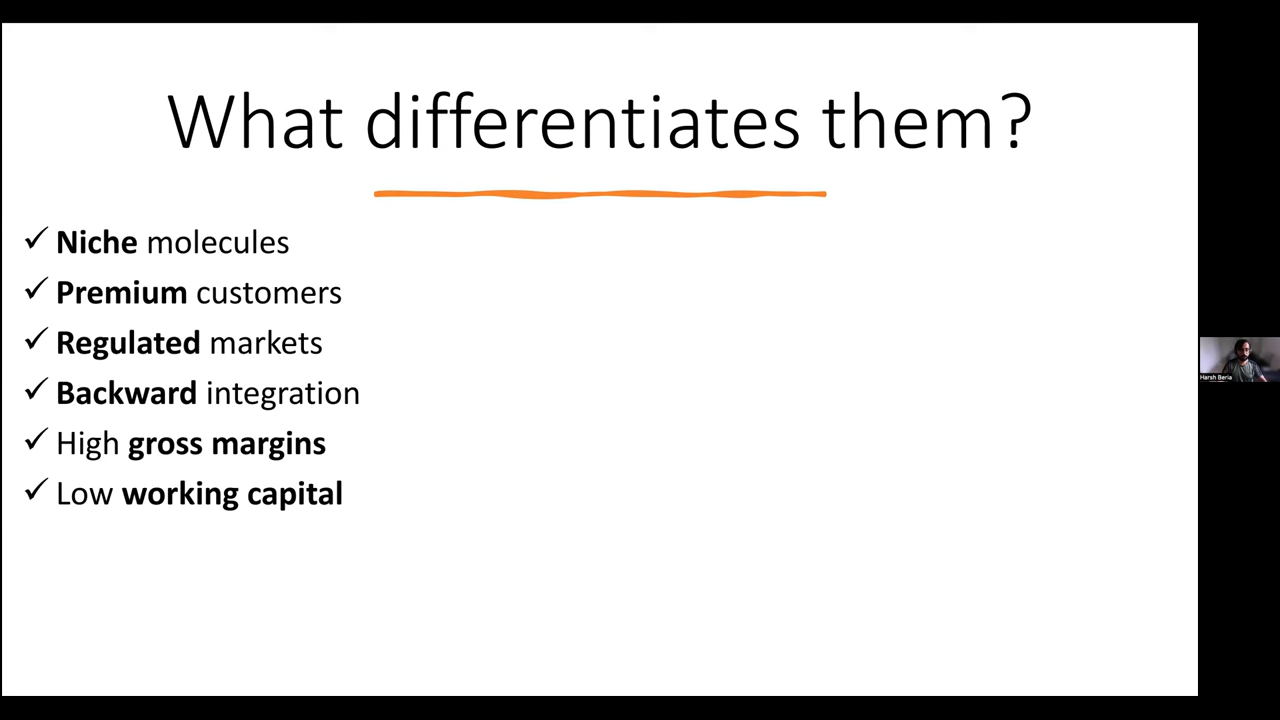 What differentiates them?
✓ Niche molecules
✓ Premium customers
✓ Regulated markets
✓ Backward integration
✓ High gross margins
✓ Low working capital
Harsh Beria